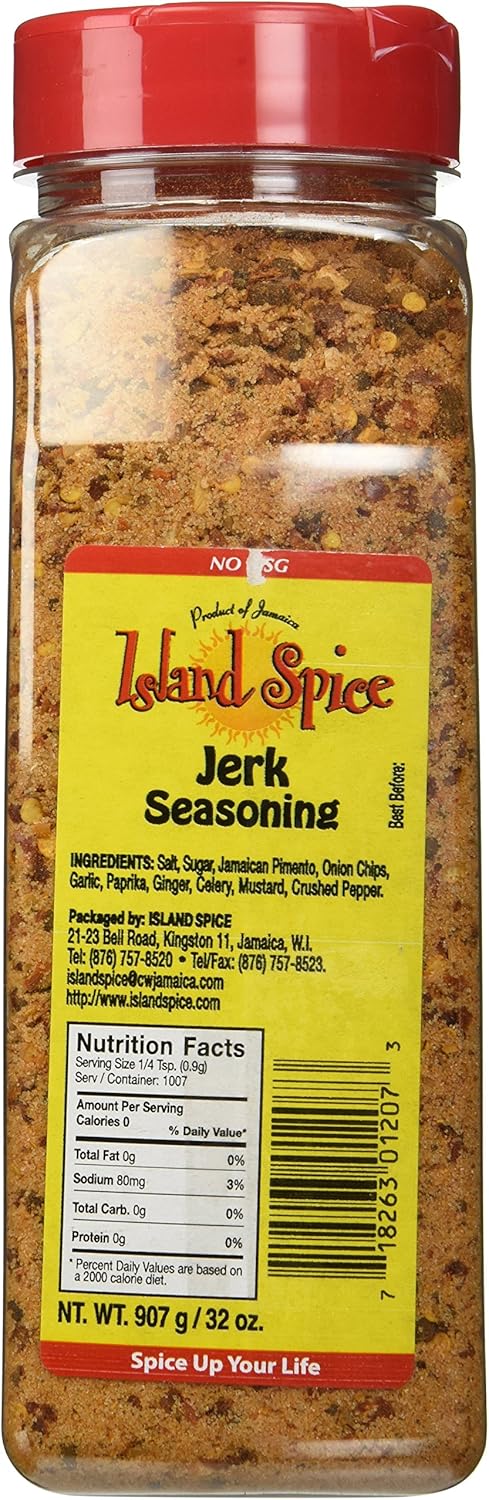 NO SG
Product of Jamaica
Island Spice
Jerk
Seasoning
Best Before:
INGREDIENTS: Salt, Sugar, Jamaican Pimento, Onion Chips,
Garlic, Paprika, Ginger, Celery, Mustard, Crushed Pepper.
Packaged by: ISLAND SPICE
21-23 Bell Road, Kingston 11, Jamaica, W.I.
Tel: (876) 757-8520 • Tel/Fax: (876) 757-8523.
islandspice@cwjamaica.com
http://www.islandspice.com
Nutrition Facts
Serving Size 1/4 Tsp. (0.9g)
Serv / Container: 1007
Amount Per Serving
Calories 0
% Daily Value*
Total Fat 0g 0%
Sodium 80mg 3%
Total Carb. 0g 0%
Protein 0g 0%
* Percent Daily Values are based on
a 2000 calorie diet.
7 18263 01207 3
NT. WT. 907 g / 32 oz.
Spice Up Your Life